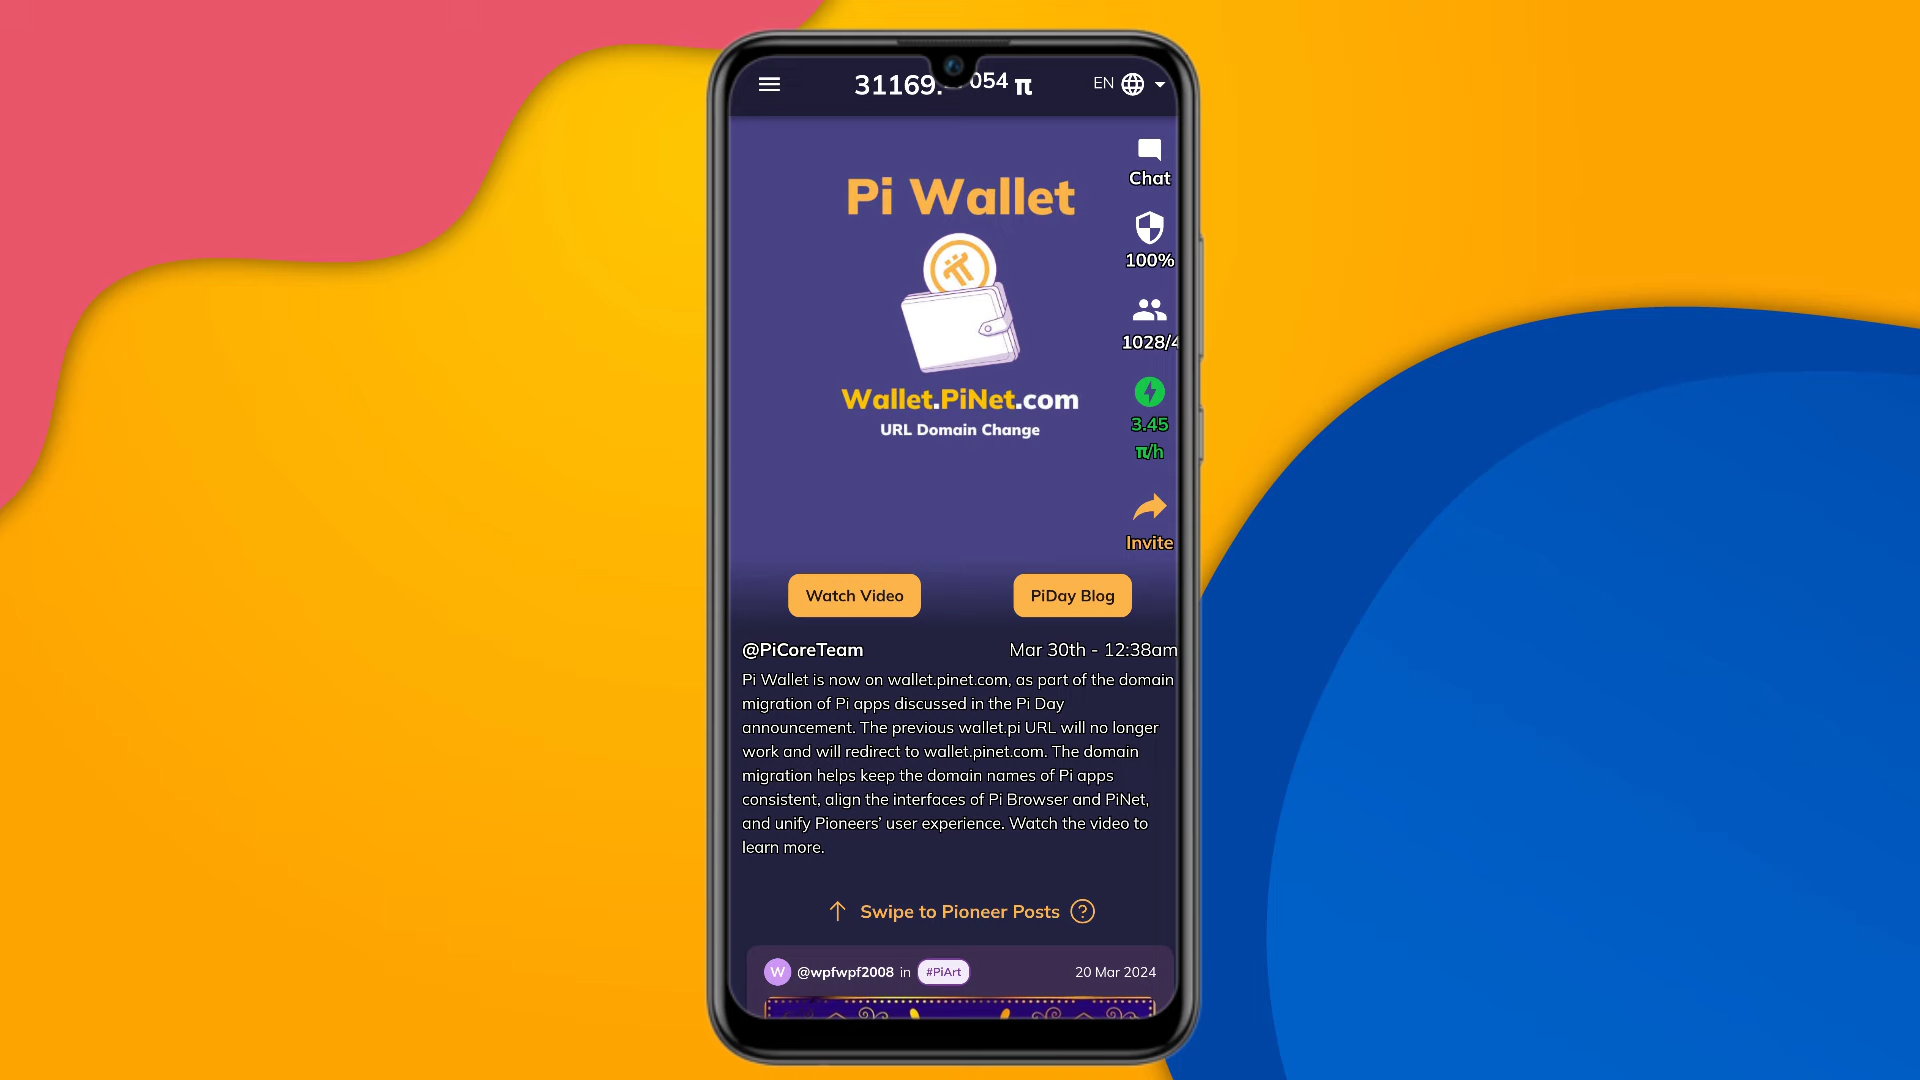 31169. 054 π
EN
Chat
100%
1028/4
3.45
π/h
Invite
Pi Wallet
Wallet.PiNet.com
URL Domain Change
Watch Video
PiDay Blog
@PiCoreTeam
Mar 30th - 12:38am
Pi Wallet is now on wallet.pinet.com, as part of the domain
migration of Pi apps discussed in the Pi Day
announcement. The previous wallet.pi URL will no longer
work and will redirect to wallet.pinet.com. The domain
migration helps keep the domain names of Pi apps
consistent, align the interfaces of Pi Browser and PiNet,
and unify Pioneers’ user experience. Watch the video to
learn more.
Swipe to Pioneer Posts ?
W @wpfwpf2008 in #PiArt 20 Mar 2024